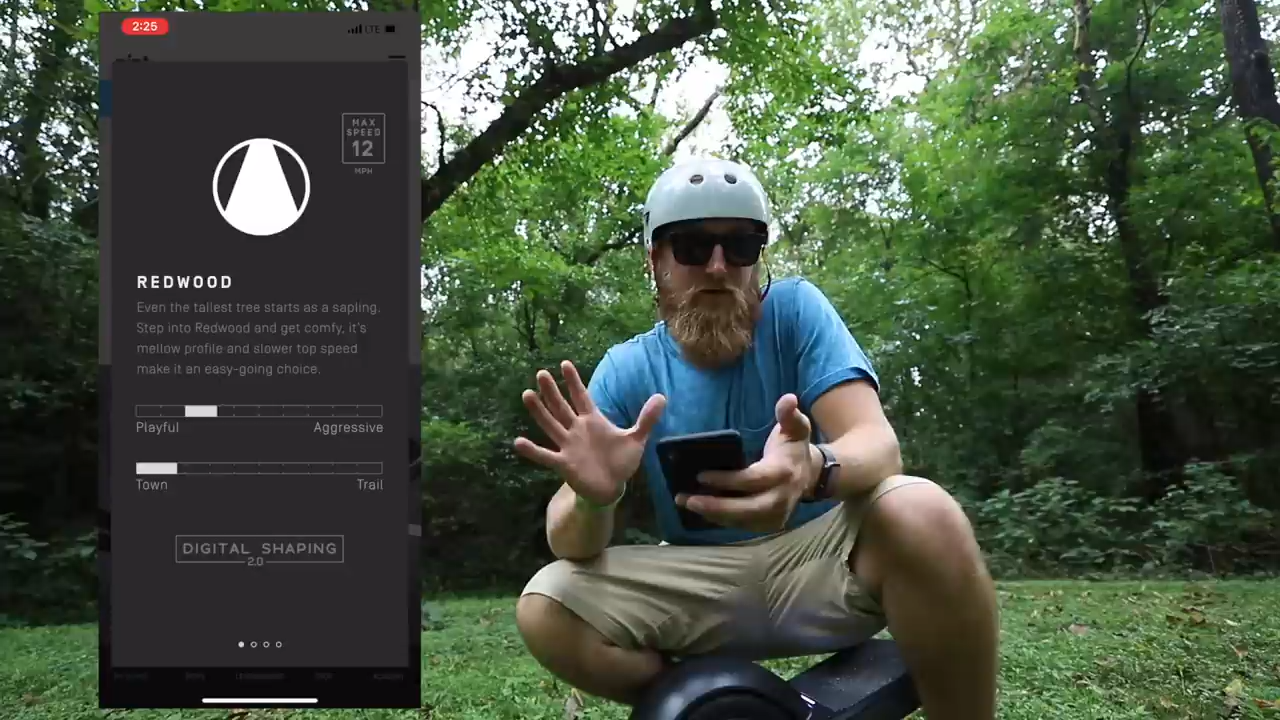 2:25
LTE
MAX
SPEED
12
MPH
REDWOOD
Even the tallest tree starts as a sapling.
Step into Redwood and get comfy, it's
mellow profile and slower top speed
make it an easy-going choice.
Playful Aggressive
Town Trail
DIGITAL SHAPING
2.0